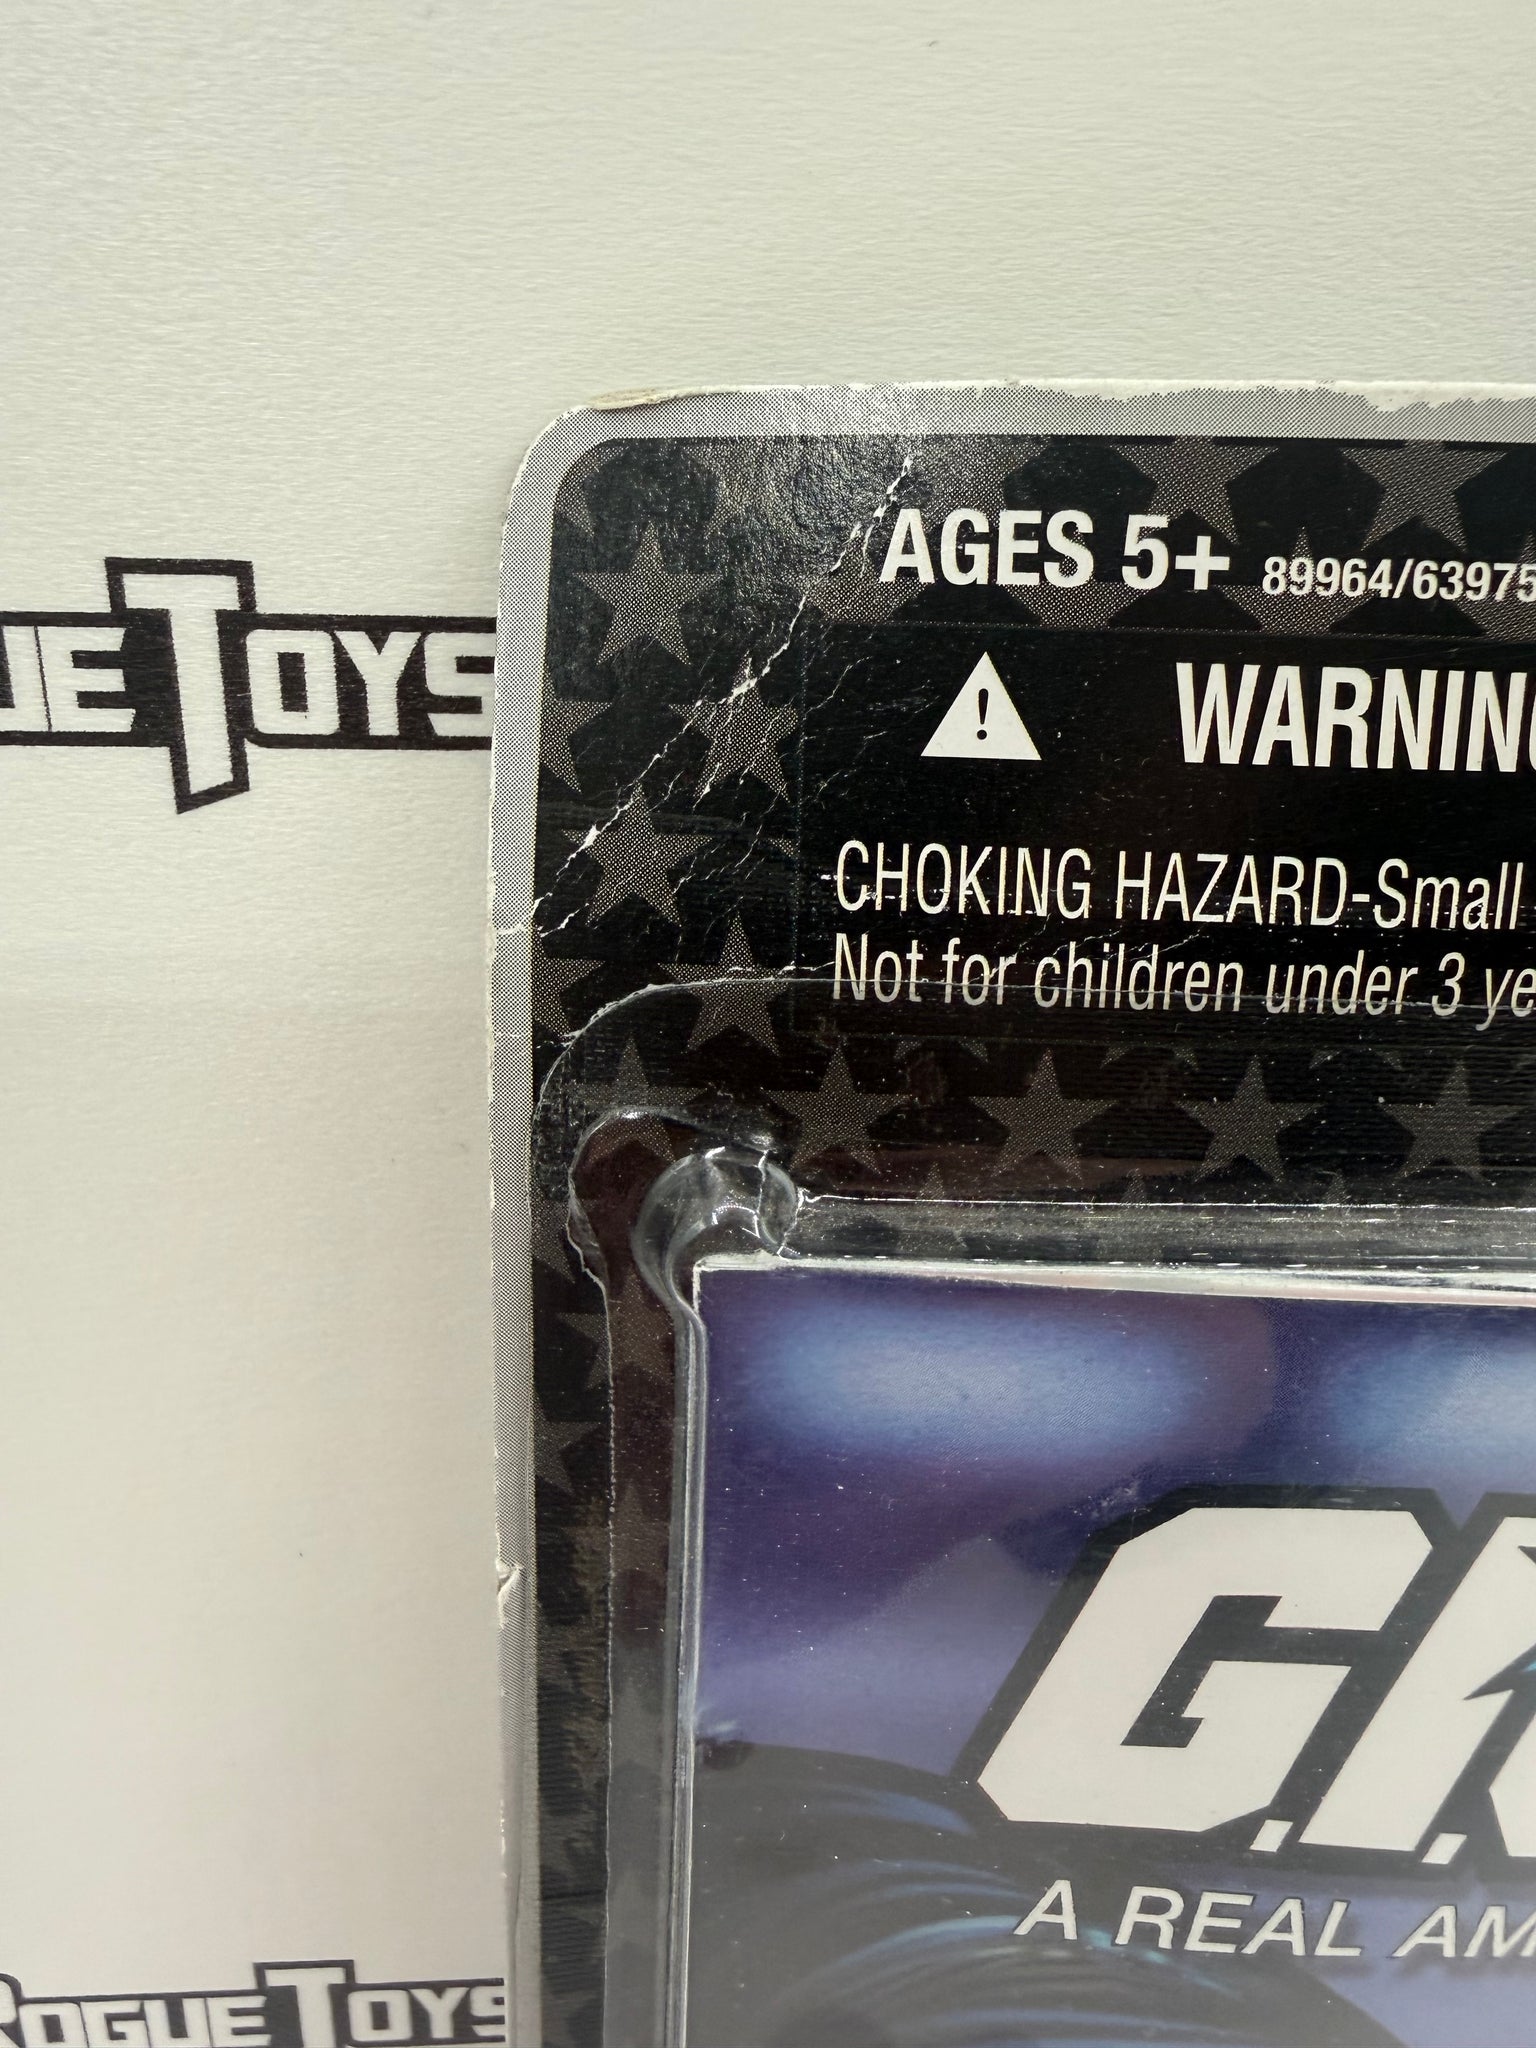 AGES 5+ 89964/63975
WARNING
CHOKING HAZARD-Small
Not for children under 3 ye
UE TOYS
G.I.
A REAL AM
ROGUE TOYS